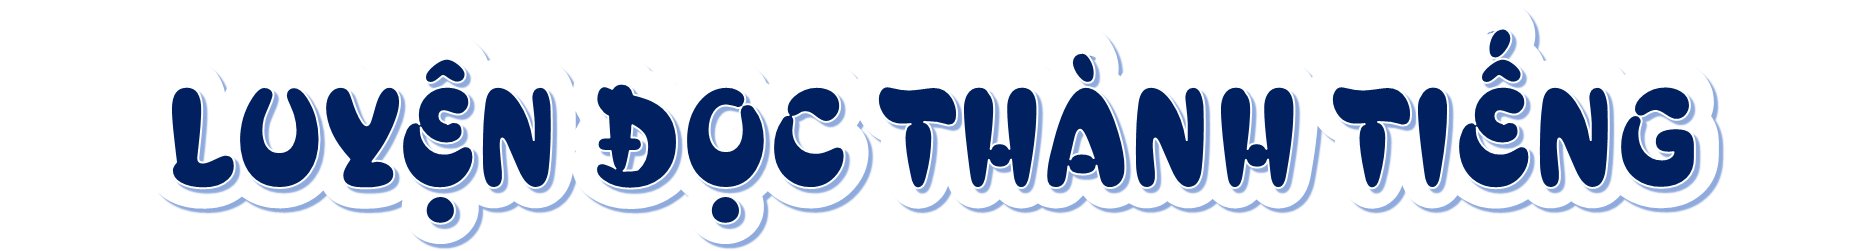 LUYỆN ĐỌC THÀNH TIẾNG